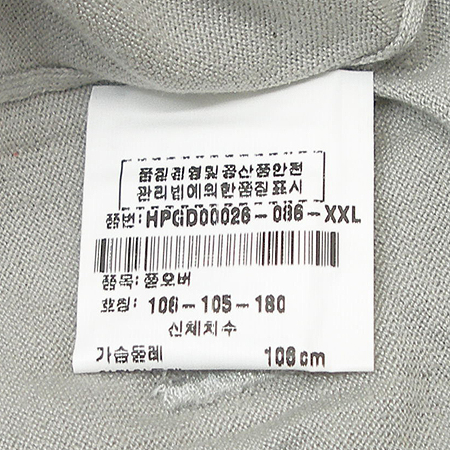 품질경영및공산품안전
관리법에의한품질표시
품번:HPGD00026-086-XXL
품목:점오버
호칭: 106-105-180
신체치수
가슴둘레 106cm